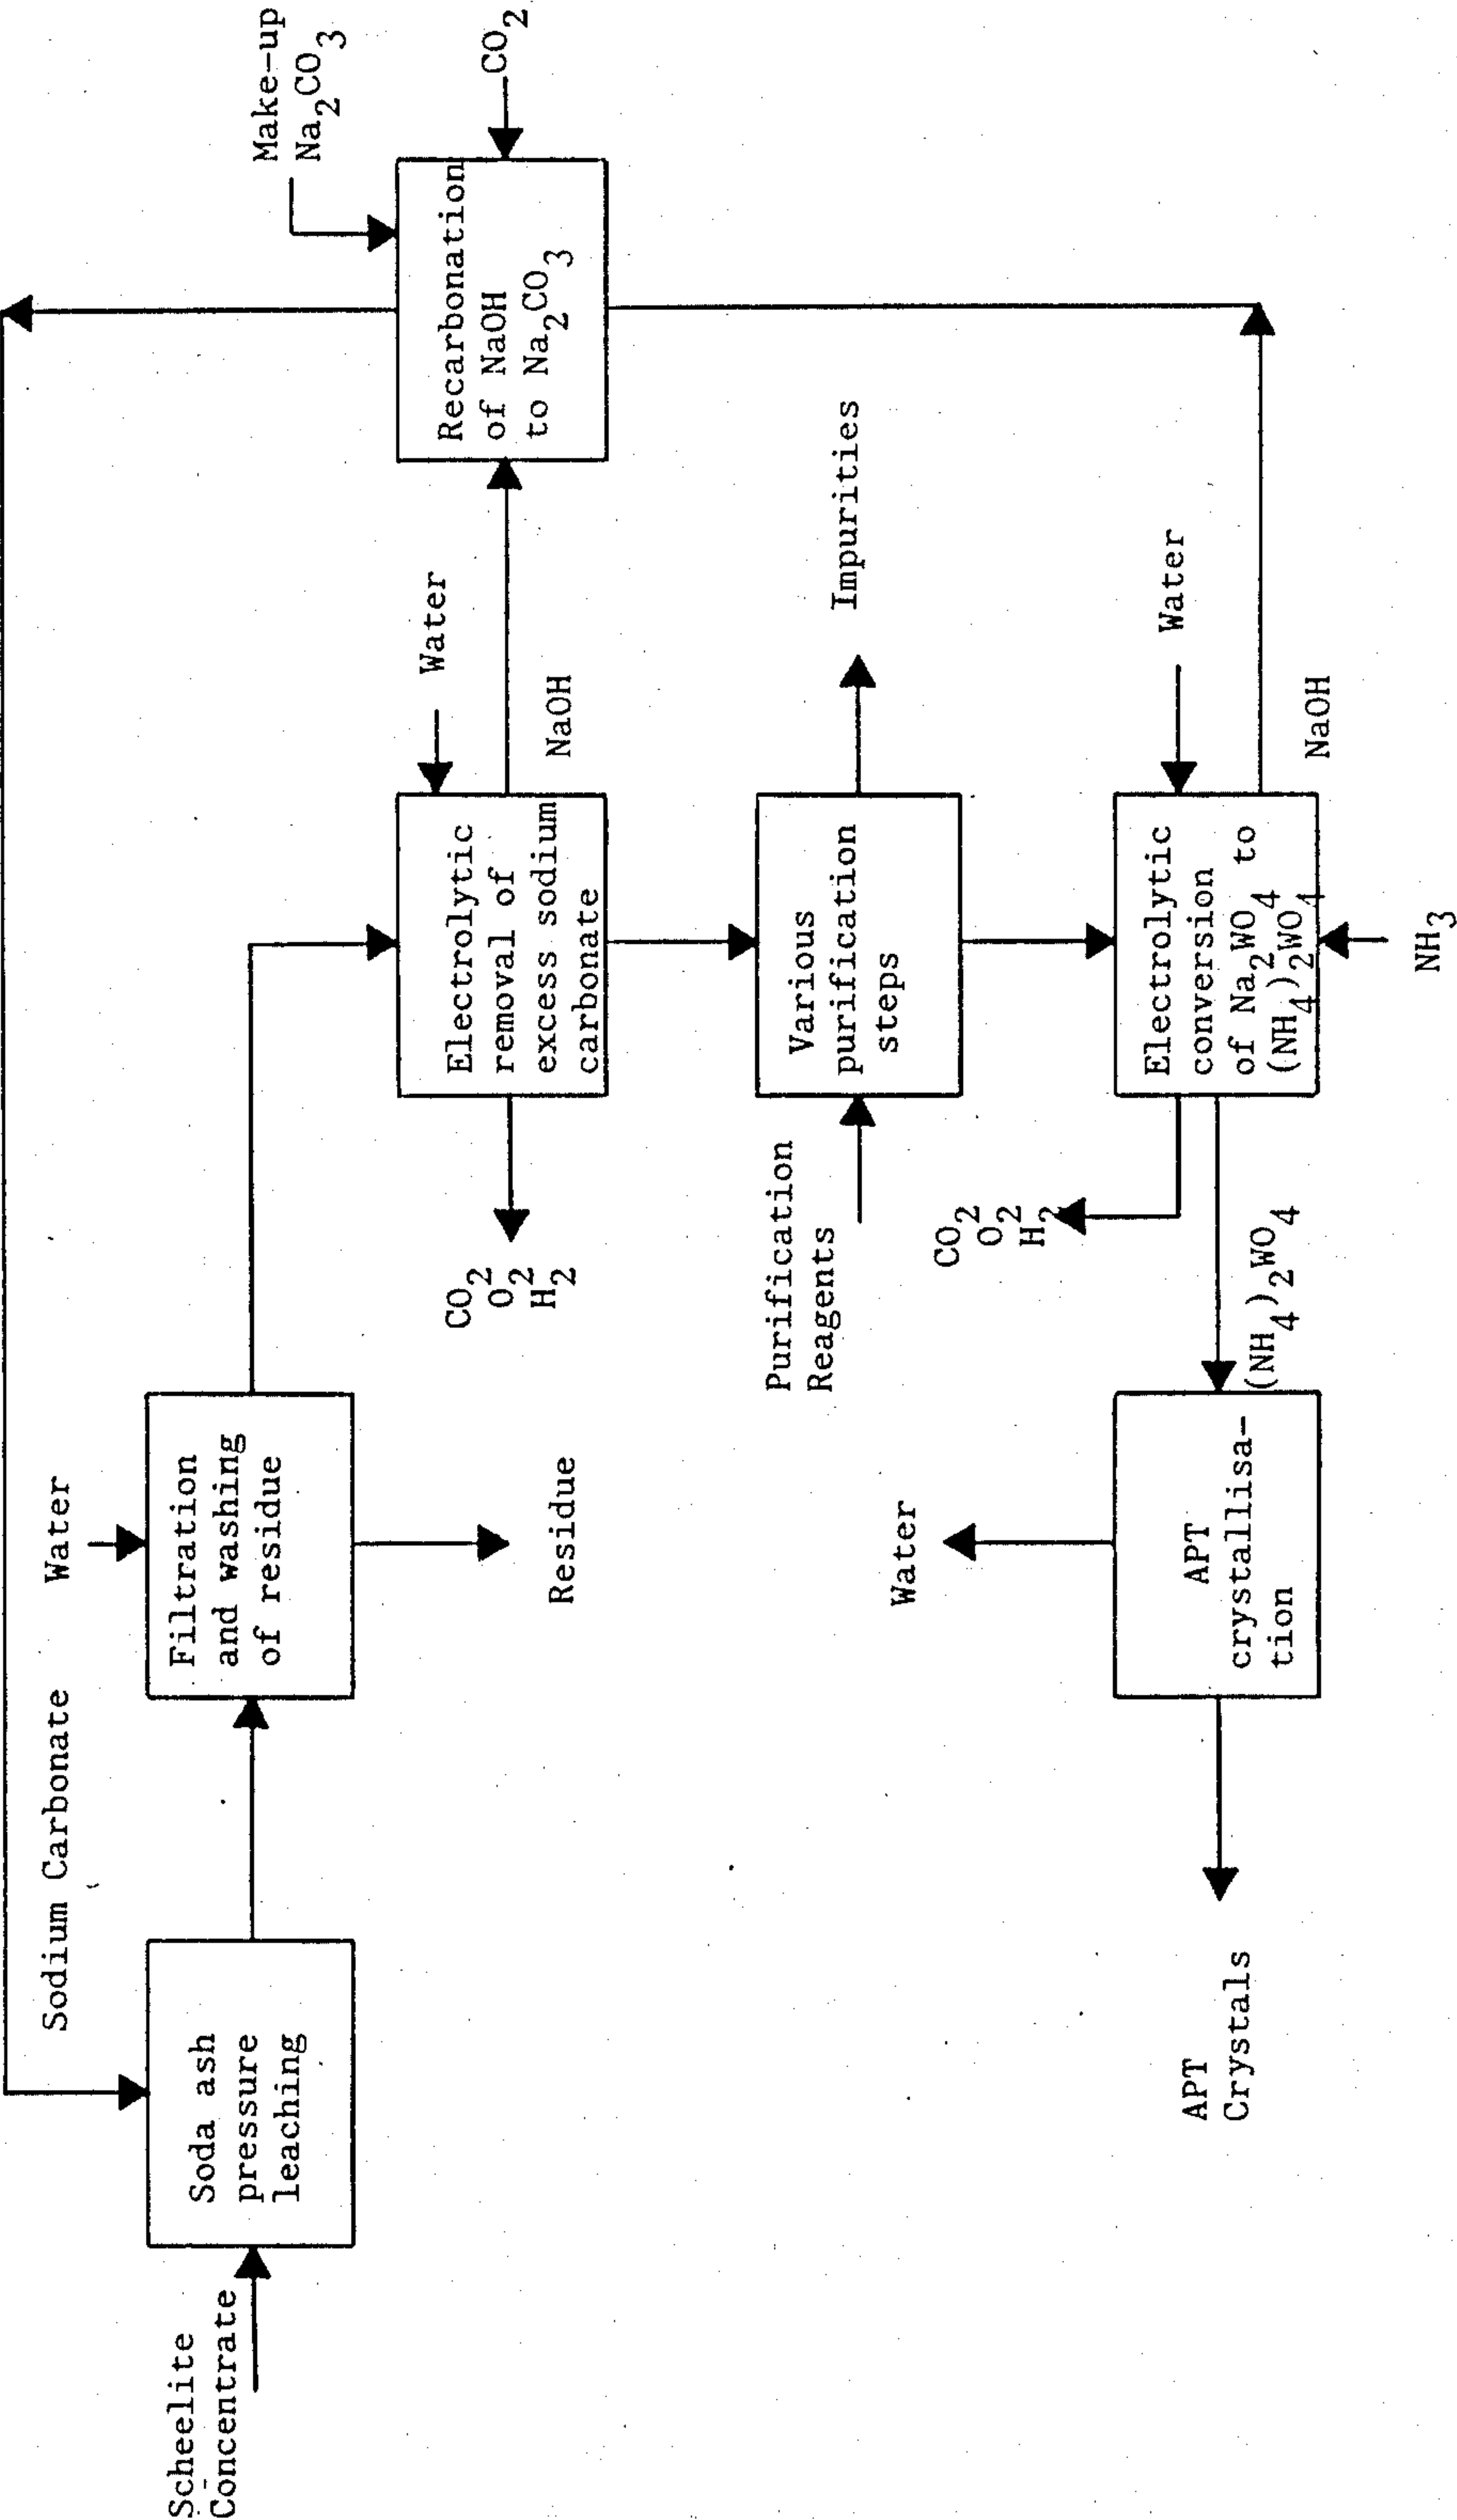 Sodium Carbonate
Scheelite
Concentrate
Soda ash
pressure
leaching
Water
Filtration
and washing
of residue
Residue
Make-up
Na2CO3
CO2
Recarbonation
of NaOH
to Na2CO3
Water
NaOH
Electrolytic
removal of
excess sodium
carbonate
CO2
O2
H2
Purification
Reagents
Various
purification
steps
Impurities
Water
NaOH
Electrolytic
conversion
of Na2WO4 to
(NH4)2WO4
NH3
CO2
O2
H2
(NH4)2WO4
Water
APT
crystallisa-
tion
APT
Crystals